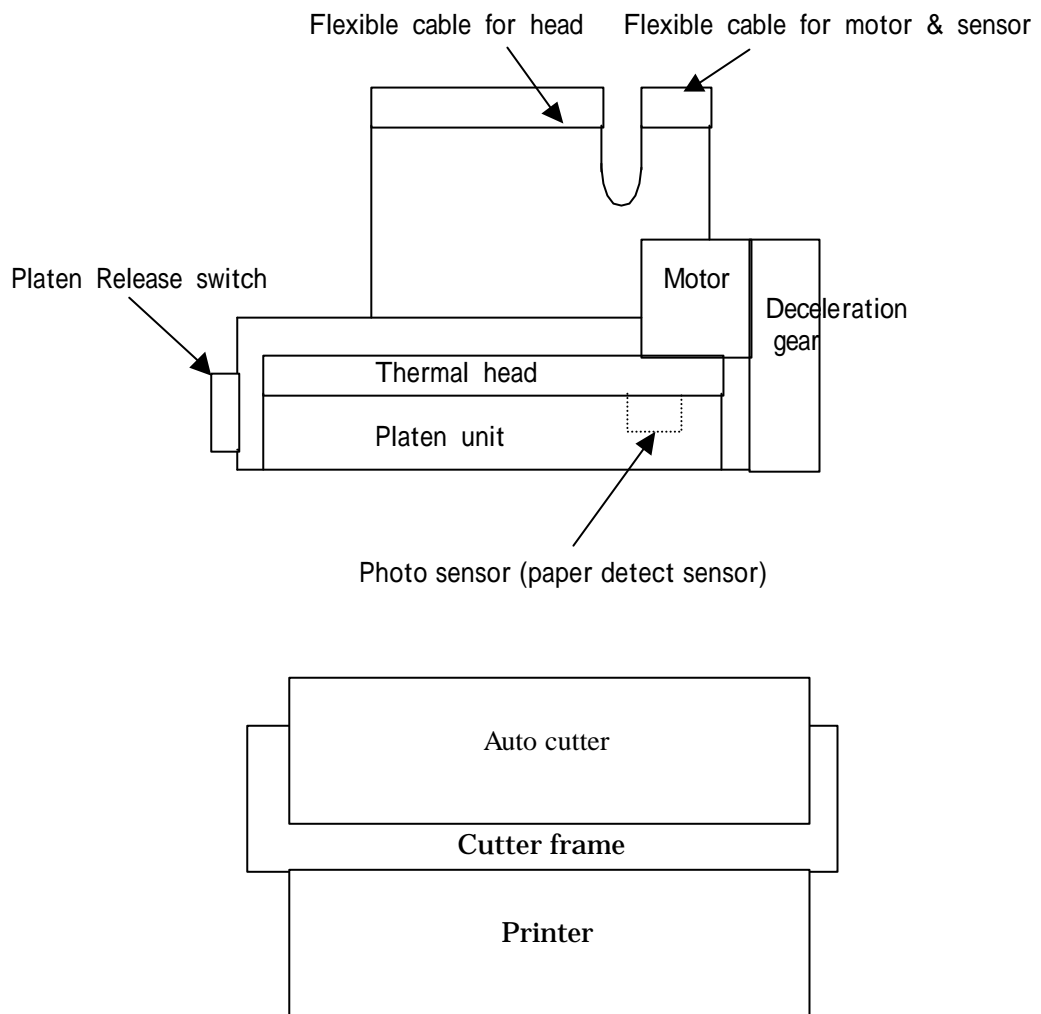 Flexible cable for head
Flexible cable for motor & sensor
Platen Release switch
Motor
Deceleration
gear
Thermal head
Platen unit
Photo sensor (paper detect sensor)
Auto cutter
Cutter frame
Printer